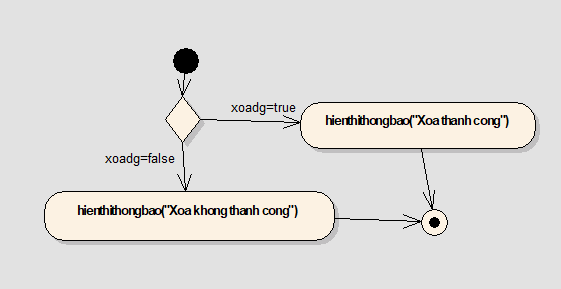 xoadg=true
hienthithongbao("Xoa thanh cong")
xoadg=false
hienthithongbao("Xoa khong thanh cong")